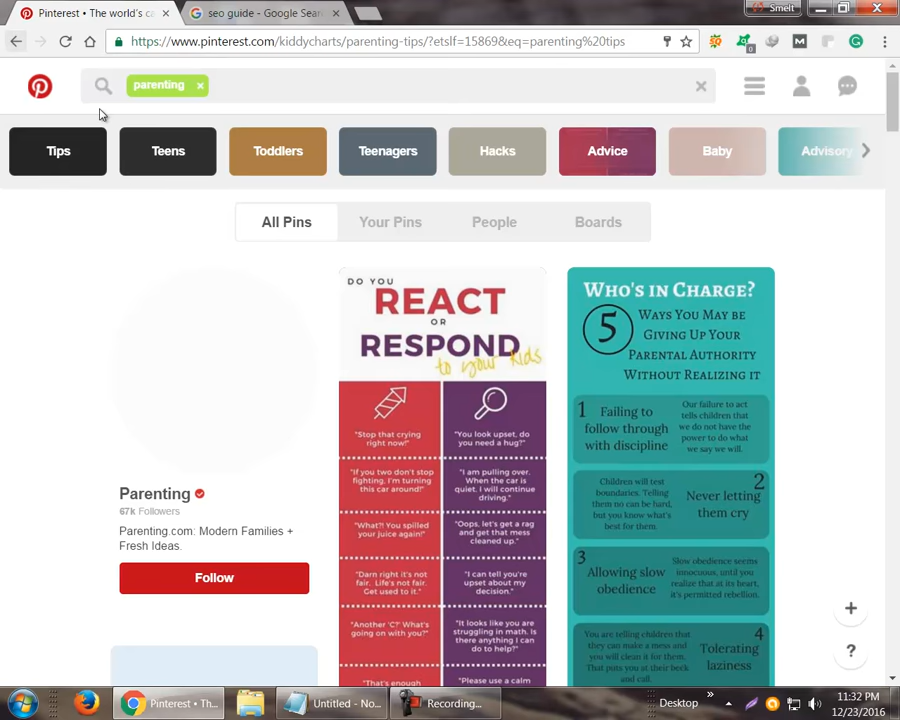 Pinterest • The world's ca
seo guide - Google Sear
Smelt
https://www.pinterest.com/kiddycharts/parenting-tips/?etslf=15869&eq=parenting%20tips
0
M
parenting
Tips
Teens
Toddlers
Teenagers
Hacks
Advice
Baby
Advisory
All Pins
Your Pins
People
Boards
Parenting
67k Followers
Parenting.com: Modern Families +
Fresh Ideas.
Follow
DO YOU
REACT
OR
RESPOND
to your kids
"Stop that crying
right now!"
"You look upset, do
you need a hug?"
"If you two don't stop
fighting, I'm turning
this car around!"
"I am pulling over.
When the car is
quiet, I will continue
driving."
"What?! You spilled
your juice again!"
"Oops, let's get a rag
and get that mess
cleaned up."
"Darn right it's not
fair. Life's not fair.
Get used to it."
"I can tell you're
upset about my
decision."
"Another 'C?' What's
going on with you?"
"It looks like you are
struggling in math. Is
there anything I can
do to help?"
"That's enough
"Please use a calm
WHO'S IN CHARGE?
5
WAYS YOU MAY BE
GIVING UP YOUR
PARENTAL AUTHORITY
WITHOUT REALIZING IT
1
Failing to
follow through
with discipline
Our failure to act
tells children that
we do not have the
power to do what
we say we will.
Children will test
boundaries. Telling
them no can be hard,
but you know what's
best for them.
2
Never letting
them cry
3
Allowing slow
obedience
Slow obedience seems
innocuous, until you
realize that at its heart,
it's permitted rebellion.
You are telling children that
they can make a mess and
you will clean it for them.
That puts you at their beck
and call.
4
Tolerating
laziness
+
?
Pinterest • Th...
Untitled - No...
Recording...
Desktop
11:32 PM
12/23/2016